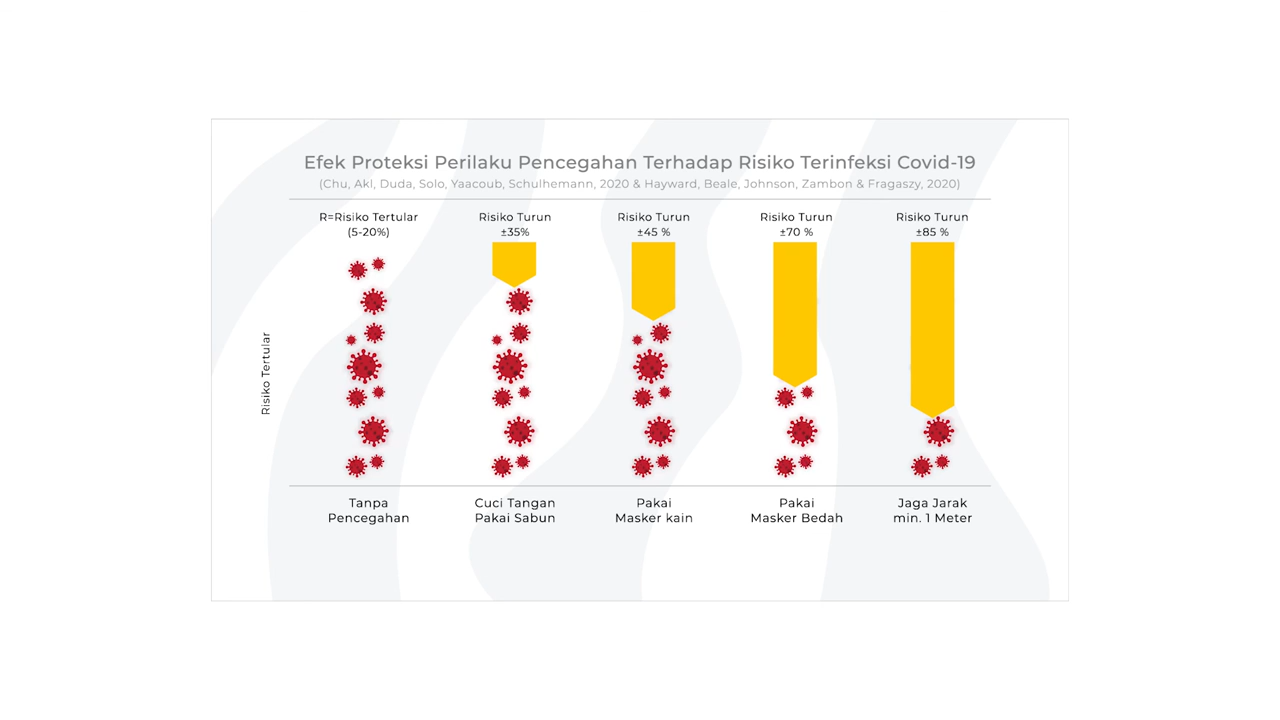 Efek Proteksi Perilaku Pencegahan Terhadap Risiko Terinfeksi Covid-19
(Chu, Akl, Duda, Solo, Yaacoub, Schulhemann, 2020 & Hayward, Beale, Johnson, Zambon & Fragaszy, 2020)
R=Risiko Tertular
(5-20%)
Risiko Turun
±35%
Risiko Turun
±45 %
Risiko Turun
±70 %
Risiko Turun
±85 %
Risiko Tertular
Tanpa
Pencegahan
Cuci Tangan
Pakai Sabun
Pakai
Masker kain
Pakai
Masker Bedah
Jaga Jarak
min. 1 Meter